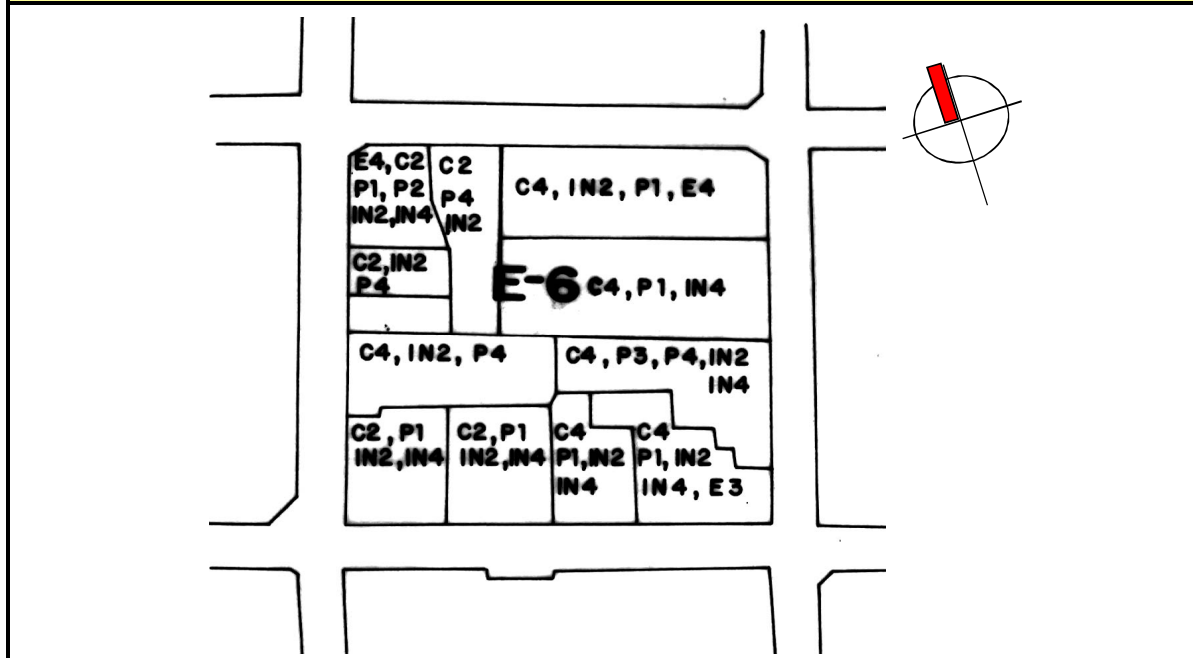 E4, C2
P1, P2
IN2,IN4
C2
P4
IN2
C4, IN2, P1, E4
C2,IN2
P4
E-6
C4, P1, IN4
C4, IN2, P4
C4, P3, P4,IN2
IN4
C2, P1
IN2,IN4
C2,P1
IN2,IN4
C4
P1,IN2
IN4
C4
P1, IN2
IN4, E3